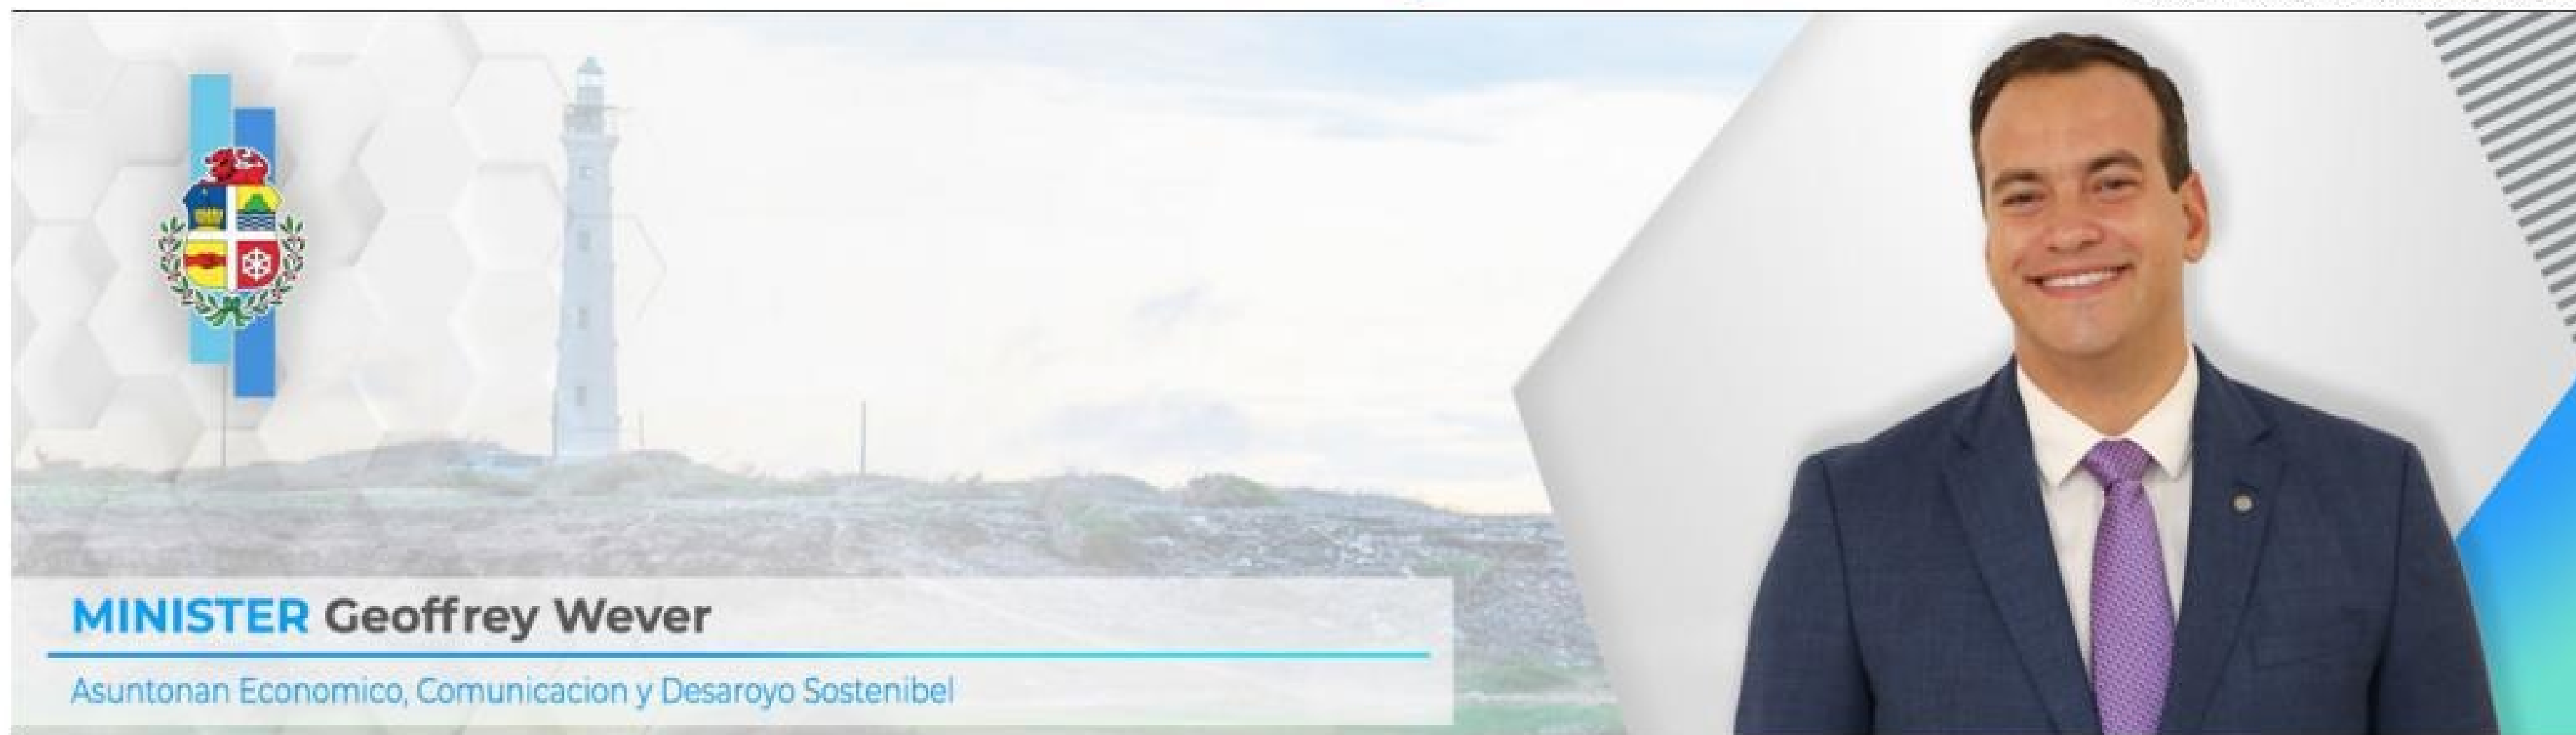 MINISTER Geoffrey Wever
Asuntonan Economico, Comunicacion y Desaroyo Sostenibel